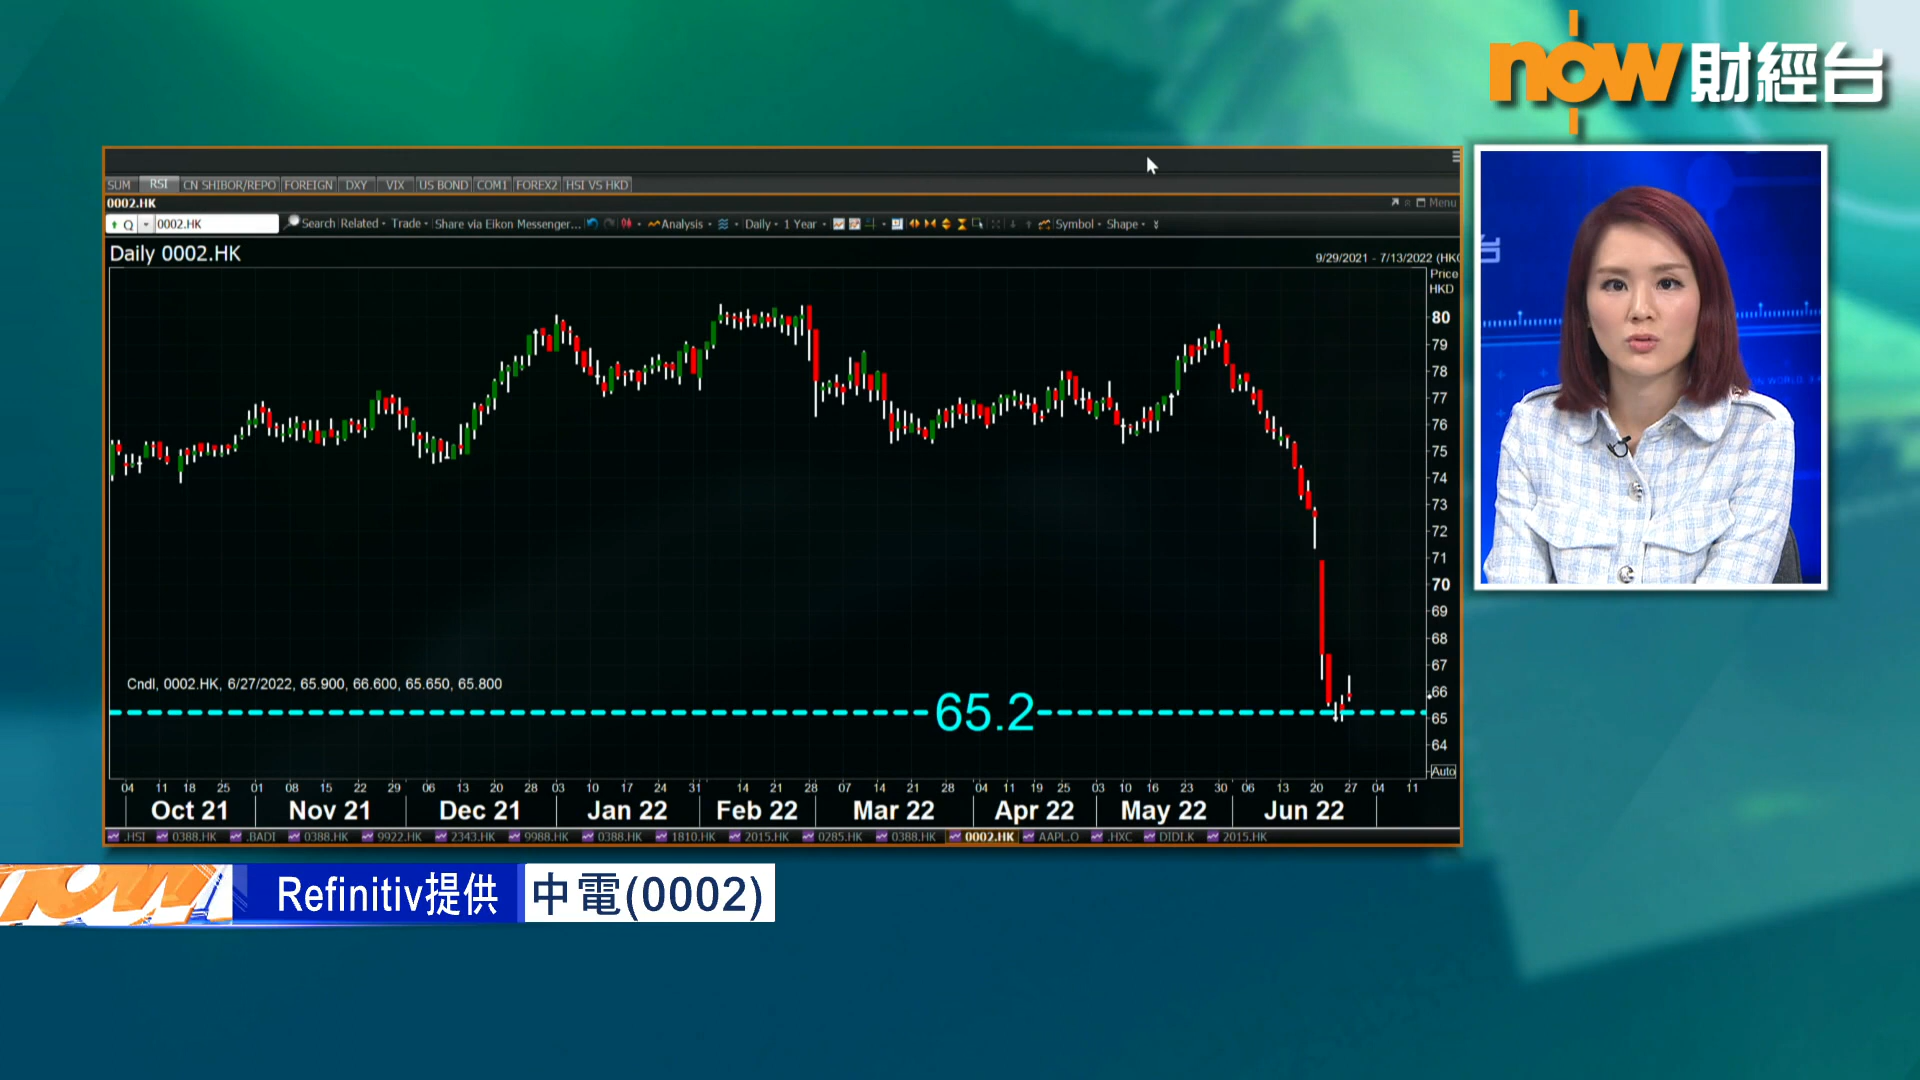 now財經台
SUM RSI CN SHIBOR/REPO FOREIGN DXY VIX US BOND COM1 FOREX2 HSI VS HKD
0002.HK
Menu
Q 0002.HK Search Related Trade Share via Eikon Messenger... Analysis Daily 1 Year Symbol Shape
Daily 0002.HK
9/29/2021 - 7/13/2022 (HKG
Price
HKD
80
79
78
77
76
75
74
73
72
71
70
69
68
67
66
65
64
Auto
Cndl, 0002.HK, 6/27/2022, 65.900, 66.600, 65.650, 65.800
65.2
04 11 18 25 01 08 15 22 29 06 13 20 28 03 10 17 24 31 14 21 28 07 14 21 28 04 11 19 25 03 10 16 23 30 06 13 20 27 04 11
Oct 21 Nov 21 Dec 21 Jan 22 Feb 22 Mar 22 Apr 22 May 22 Jun 22
.HSI 0388.HK .BADI 0388.HK 9922.HK 2343.HK 9988.HK 0388.HK 1810.HK 2015.HK 0285.HK 0388.HK 0002.HK AAPL.O .HXC DIDI.K 2015.HK
Refinitiv提供 中電(0002)